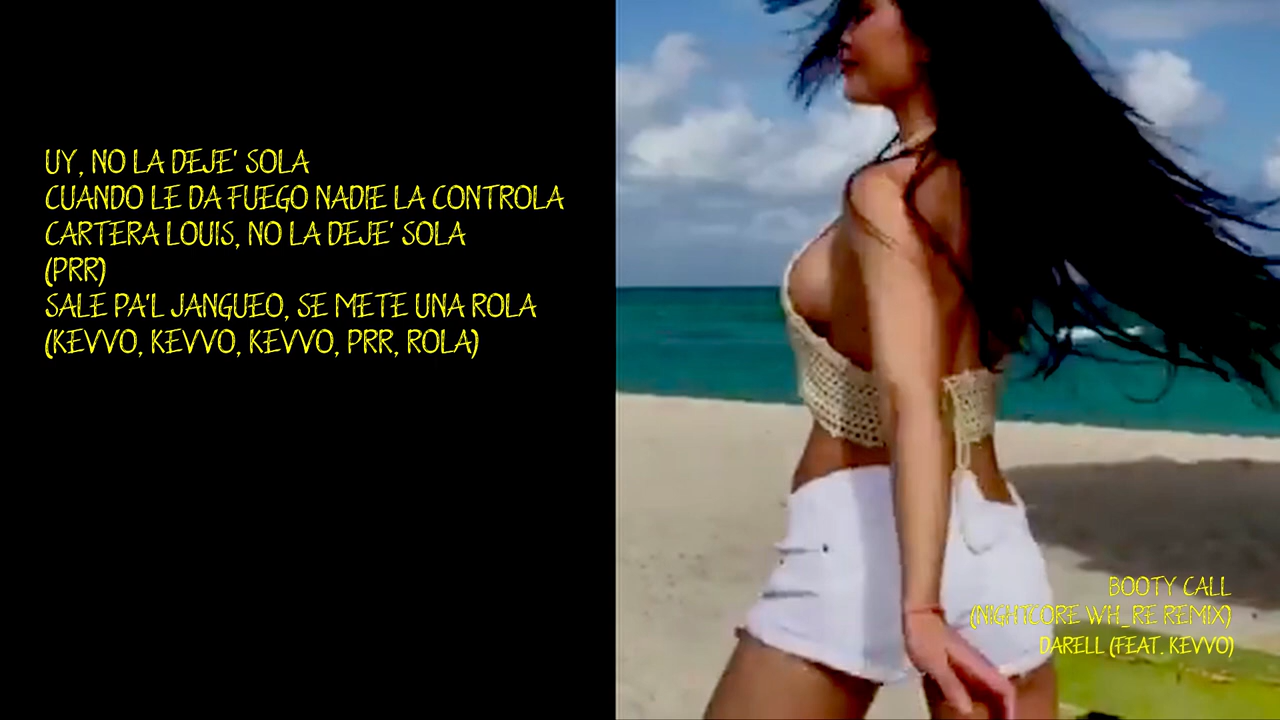 UY, NO LA DEJE' SOLA
CUANDO LE DA FUEGO NADIE LA CONTROLA
CARTERA LOUIS, NO LA DEJE' SOLA
(PRR)
SALE PA'L JANGUEO, SE METE UNA ROLA
(KEVVO, KEVVO, KEVVO, PRR, ROLA)
BOOTY CALL
(NIGHTCORE WH_RE REMIX)
DARELL (FEAT. KEVVO)